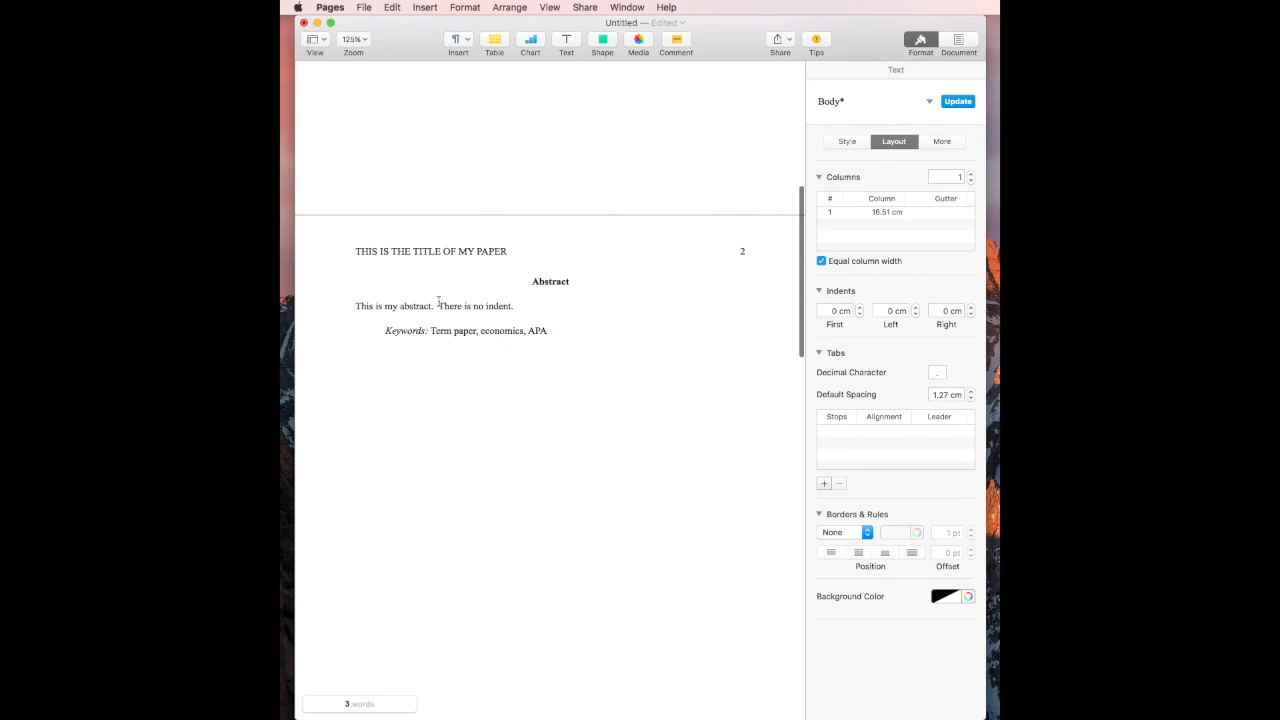 Pages File Edit Insert Format Arrange View Share Window Help
Untitled — Edited
125%
View Zoom Insert Table Chart Text Shape Media Comment Share Tips Format Document
Text
Body*
Update
Style Layout More
Columns 1
# Column Gutter
1 16.51 cm
Equal column width
Indents
0 cm 0 cm 0 cm
First Left Right
Tabs
Decimal Character .
Default Spacing 1.27 cm
Stops Alignment Leader
+ −
Borders & Rules
None 1 pt
0 pt
Position Offset
Background Color
THIS IS THE TITLE OF MY PAPER 2
Abstract
This is my abstract. There is no indent.
Keywords: Term paper, economics, APA
3 words